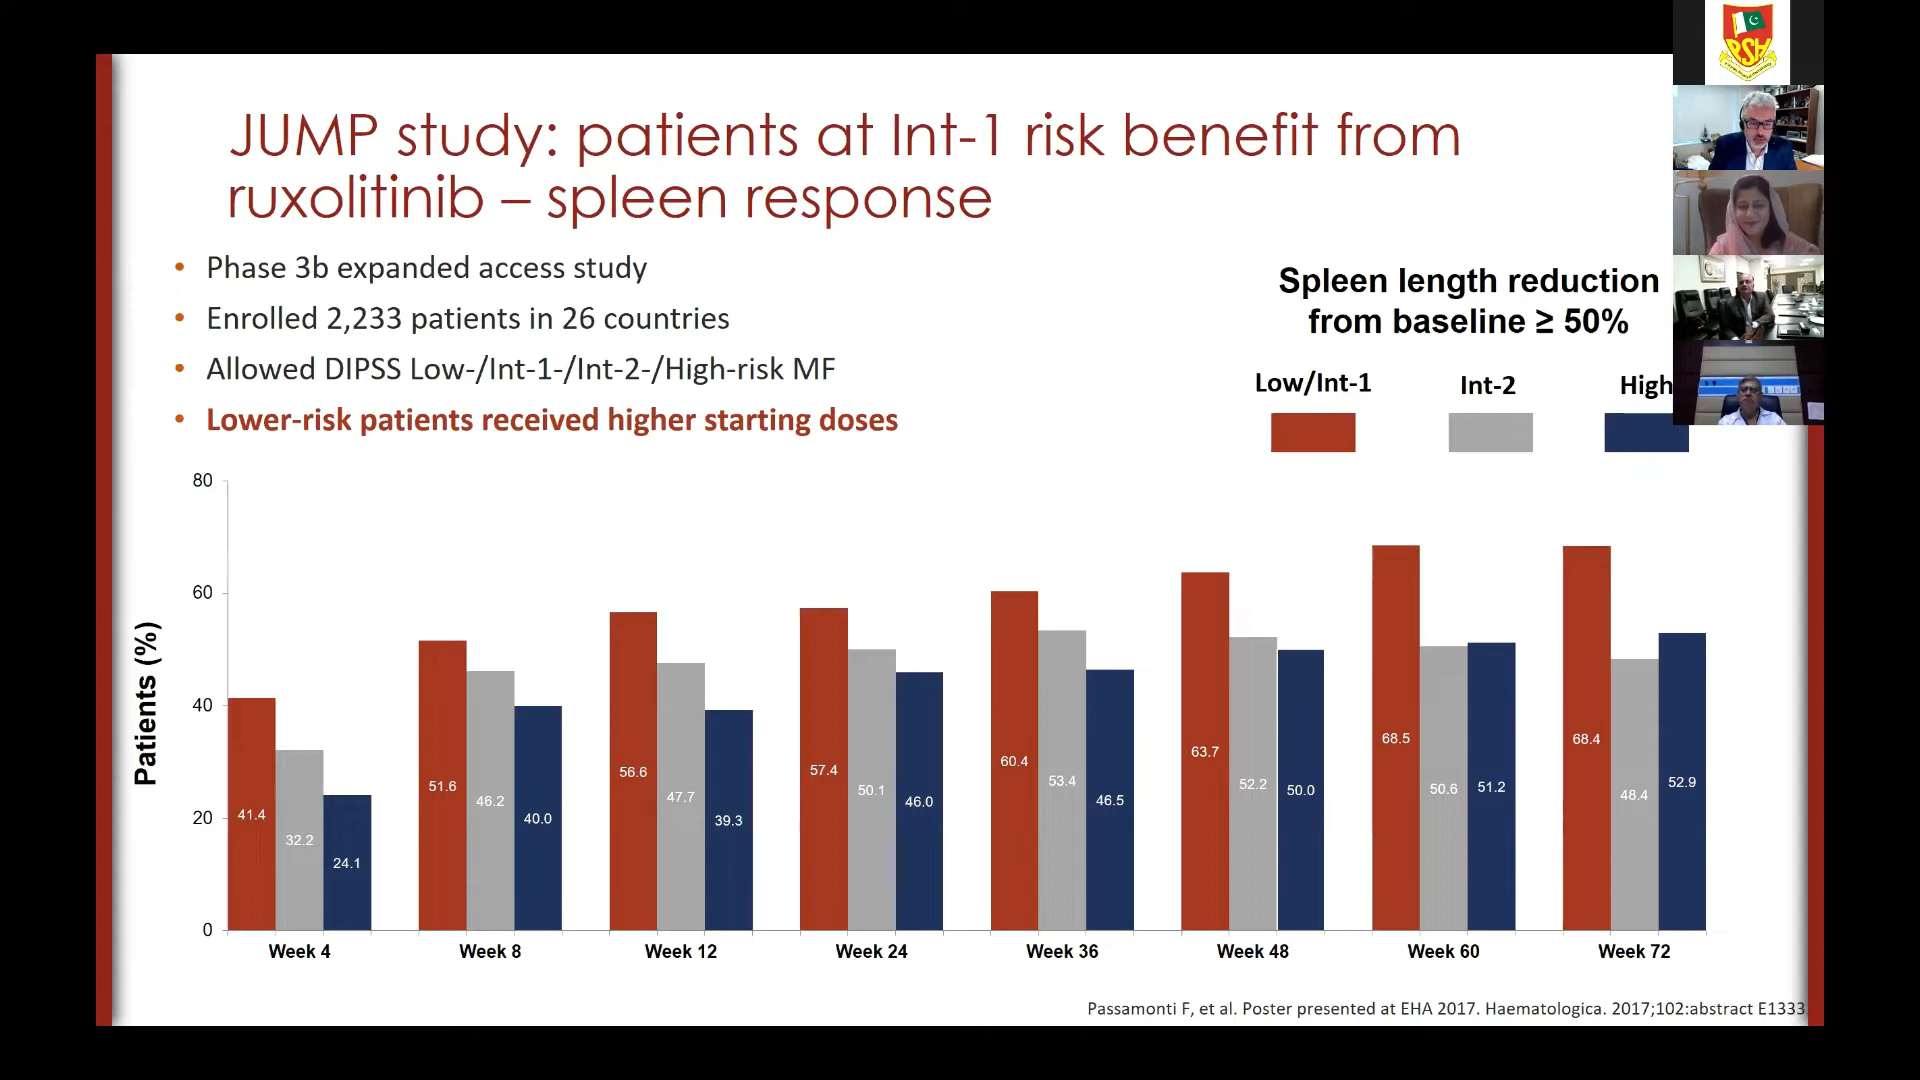 PSH
JUMP study: patients at Int-1 risk benefit from
ruxolitinib – spleen response
• Phase 3b expanded access study
• Enrolled 2,233 patients in 26 countries
• Allowed DIPSS Low-/Int-1-/Int-2-/High-risk MF
• Lower-risk patients received higher starting doses
Spleen length reduction
from baseline ≥ 50%
Low/Int-1 Int-2 High
Patients (%)
80
60
40
20
0
41.4 32.2 24.1
51.6 46.2 40.0
56.6 47.7 39.3
57.4 50.1 46.0
60.4 53.4 46.5
63.7 52.2 50.0
68.5 50.6 51.2
68.4 48.4 52.9
Week 4 Week 8 Week 12 Week 24 Week 36 Week 48 Week 60 Week 72
Passamonti F, et al. Poster presented at EHA 2017. Haematologica. 2017;102:abstract E1333.